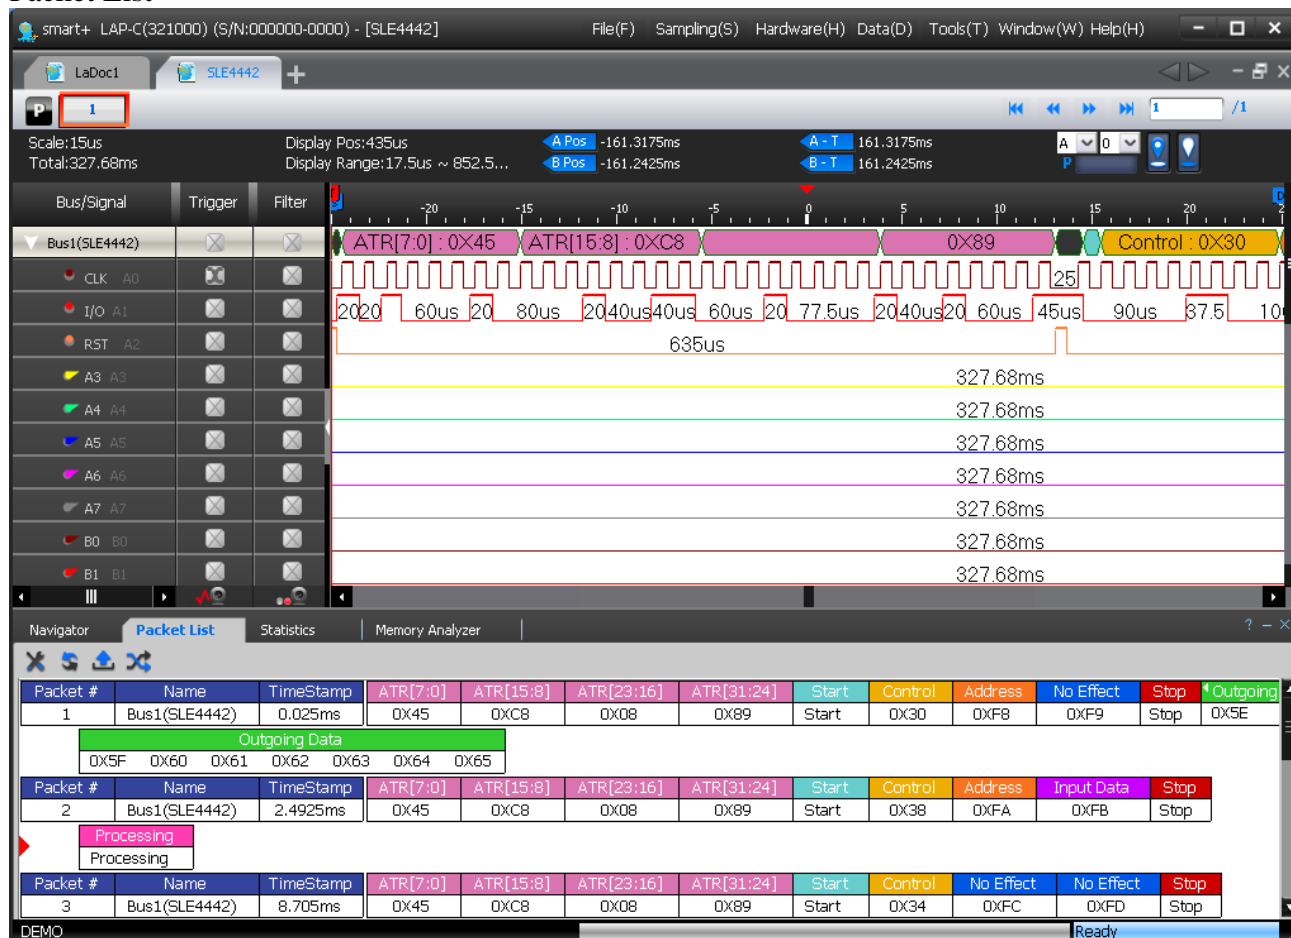 smart+ LAP-C(321000) (S/N:000000-0000) - [SLE4442] File(F) Sampling(S) Hardware(H) Data(D) Tools(T) Window(W) Help(H)
LaDoc1 SLE4442
P 1 1 /1
Scale:15us Display Pos:435us A Pos -161.3175ms A - T 161.3175ms A 0
Total:327.68ms Display Range:17.5us ~ 852.5... B Pos -161.2425ms B - T 161.2425ms P
Bus/Signal Trigger Filter -20 -15 -10 -5 0 5 10 15 20
Bus1(SLE4442) ATR[7:0] : 0X45 ATR[15:8] : 0XC8 0X89 Control : 0X30
CLK A0 25
I/O A1 20 20 60us 20 80us 20 40us 40us 60us 20 77.5us 20 40us 20 60us 45us 90us 37.5 10
RST A2 635us
A3 A3 327.68ms
A4 A4 327.68ms
A5 A5 327.68ms
A6 A6 327.68ms
A7 A7 327.68ms
B0 B0 327.68ms
B1 B1 327.68ms
Navigator Packet List Statistics Memory Analyzer
Packet # Name TimeStamp ATR[7:0] ATR[15:8] ATR[23:16] ATR[31:24] Start Control Address No Effect Stop Outgoing
1 Bus1(SLE4442) 0.025ms 0X45 0XC8 0X08 0X89 Start 0X30 0XF8 0XF9 Stop 0X5E
Outgoing Data
0X5F 0X60 0X61 0X62 0X63 0X64 0X65
Packet # Name TimeStamp ATR[7:0] ATR[15:8] ATR[23:16] ATR[31:24] Start Control Address Input Data Stop
2 Bus1(SLE4442) 2.4925ms 0X45 0XC8 0X08 0X89 Start 0X38 0XFA 0XFB Stop
Processing
Processing
Packet # Name TimeStamp ATR[7:0] ATR[15:8] ATR[23:16] ATR[31:24] Start Control No Effect No Effect Stop
3 Bus1(SLE4442) 8.705ms 0X45 0XC8 0X08 0X89 Start 0X34 0XFC 0XFD Stop
DEMO Ready